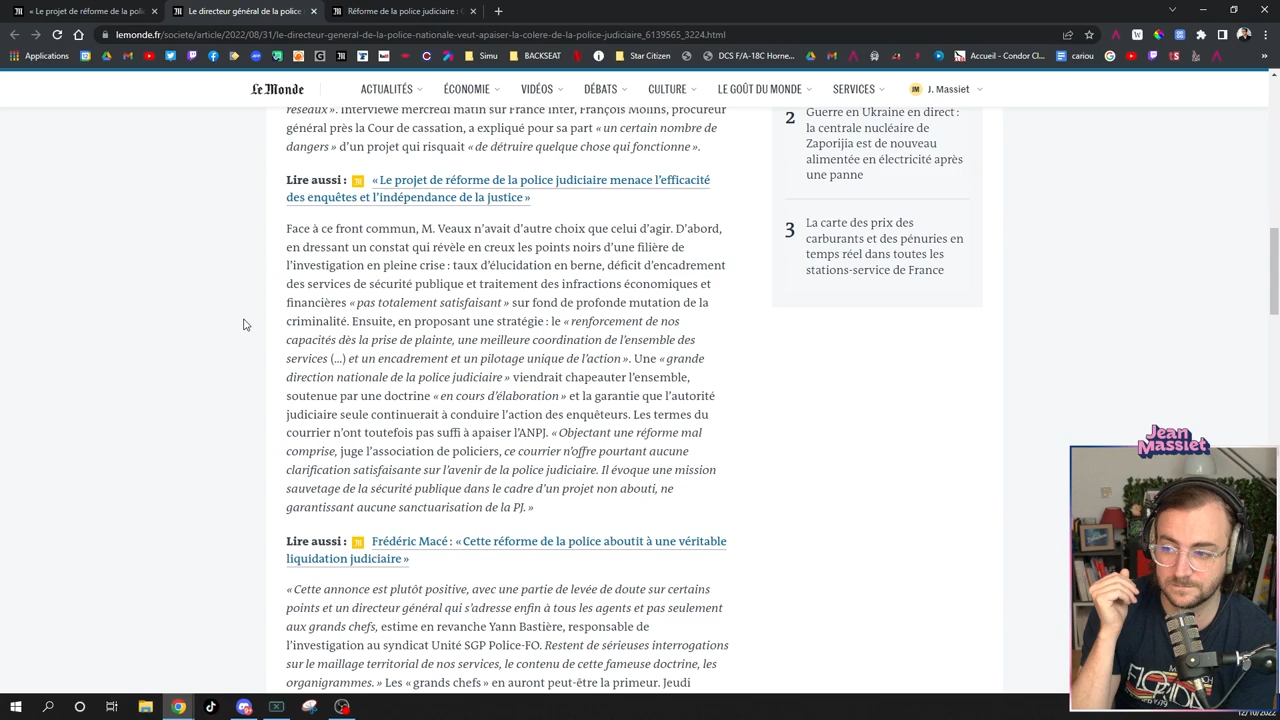 « Le projet de réforme de la poli
Le directeur général de la police
Réforme de la police judiciaire :
lemonde.fr/societe/article/2022/08/31/le-directeur-general-de-la-police-nationale-veut-apaiser-la-colere-de-la-police-judiciaire_6139565_3224.html
Applications
Simu
BACKSEAT
Star Citizen
DCS F/A-18C Horne...
Accueil - Condor Cl...
cariou
Le Monde
ACTUALITÉS
ÉCONOMIE
VIDÉOS
DÉBATS
CULTURE
LE GOÛT DU MONDE
SERVICES
JM
J. Massiet
réseaux ». Interviewé mercredi matin sur France Inter, François Molins, procureur
général près la Cour de cassation, a expliqué pour sa part « un certain nombre de
dangers » d'un projet qui risquait « de détruire quelque chose qui fonctionne ».
Lire aussi : « Le projet de réforme de la police judiciaire menace l'efficacité
des enquêtes et l'indépendance de la justice »
Face à ce front commun, M. Veaux n'avait d'autre choix que celui d'agir. D'abord,
en dressant un constat qui révèle en creux les points noirs d'une filière de
l'investigation en pleine crise : taux d'élucidation en berne, déficit d'encadrement
des services de sécurité publique et traitement des infractions économiques et
financières « pas totalement satisfaisant » sur fond de profonde mutation de la
criminalité. Ensuite, en proposant une stratégie : le « renforcement de nos
capacités dès la prise de plainte, une meilleure coordination de l'ensemble des
services (...) et un encadrement et un pilotage unique de l'action ». Une « grande
direction nationale de la police judiciaire » viendrait chapeauter l'ensemble,
soutenue par une doctrine « en cours d'élaboration » et la garantie que l'autorité
judiciaire seule continuerait à conduire l'action des enquêteurs. Les termes du
courrier n'ont toutefois pas suffi à apaiser l'ANPJ. « Objectant une réforme mal
comprise, juge l'association de policiers, ce courrier n'offre pourtant aucune
clarification satisfaisante sur l'avenir de la police judiciaire. Il évoque une mission
sauvetage de la sécurité publique dans le cadre d'un projet non abouti, ne
garantissant aucune sanctuarisation de la PJ. »
Lire aussi : Frédéric Macé : « Cette réforme de la police aboutit à une véritable
liquidation judiciaire »
« Cette annonce est plutôt positive, avec une partie de levée de doute sur certains
points et un directeur général qui s'adresse enfin à tous les agents et pas seulement
aux grands chefs, estime en revanche Yann Bastière, responsable de
l'investigation au syndicat Unité SGP Police-FO. Restent de sérieuses interrogations
sur le maillage territorial de nos services, le contenu de cette fameuse doctrine, les
organigrammes. » Les « grands chefs » en auront peut-être la primeur. Jeudi
2
Guerre en Ukraine en direct :
la centrale nucléaire de
Zaporijia est de nouveau
alimentée en électricité après
une panne
3
La carte des prix des
carburants et des pénuries en
temps réel dans toutes les
stations-service de France
Jean
Massiet
12/10/2022